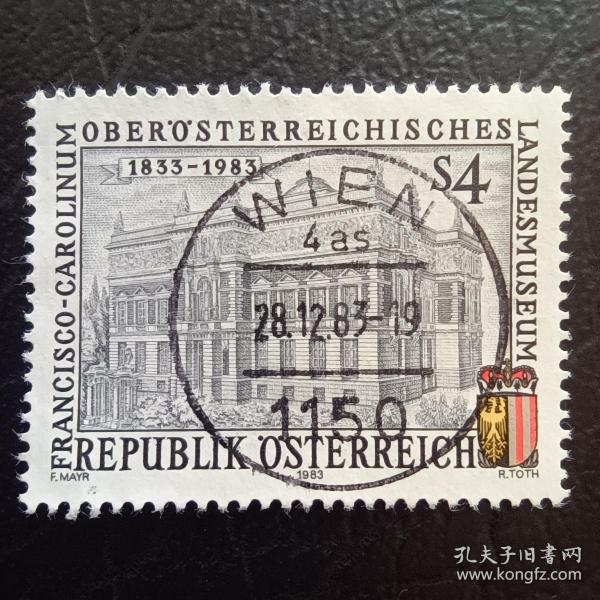 OBERÖSTERREICHISCHES
FRANCISCO-CAROLINUM
LANDESMUSEUM
1833-1983
S4
WIEN
4as
28.12.83-19
1150
REPUBLIK ÖSTERREICH
F. MAYR
1983
R. TOTH
孔夫子旧书网
www.kongfz.com